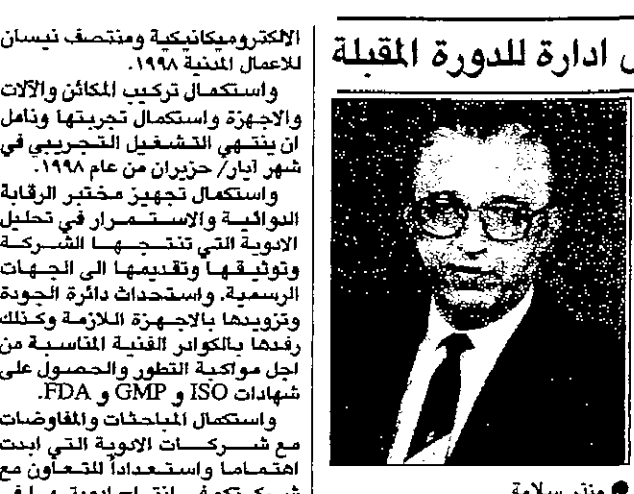 ادارة للدورة المقبلة
منذر سلامة
الالكتروميكانيكية ومنتصف نيسان
للاعمال المدنية ١٩٩٨.
واستكمال تركيب المكائن والآلات
والاجهزة واستكمال تجربتها ونامل
ان ينتهي التشغيل التجريبي في
شهر آيار/ حزيران من عام ١٩٩٨.
واستكمال تجهيز مختبر الرقابة
الدوائية والاستمرار في تحليل
الادوية التي تنتجها الشركة
وتوثيقها وتقديمها الى الجهات
الرسمية. واستحداث دائرة الجودة
وتزويدها بالاجهزة اللازمة وكذلك
رفدها بالكوادر الفنية المناسبة من
اجل مواكبة التطور والحصول على
شهادات ISO و GMP و FDA.
واستكمال المباحثات والمفاوضات
مع شركات الادوية التي ابدت
اهتماما واستعداداً للتعاون مع